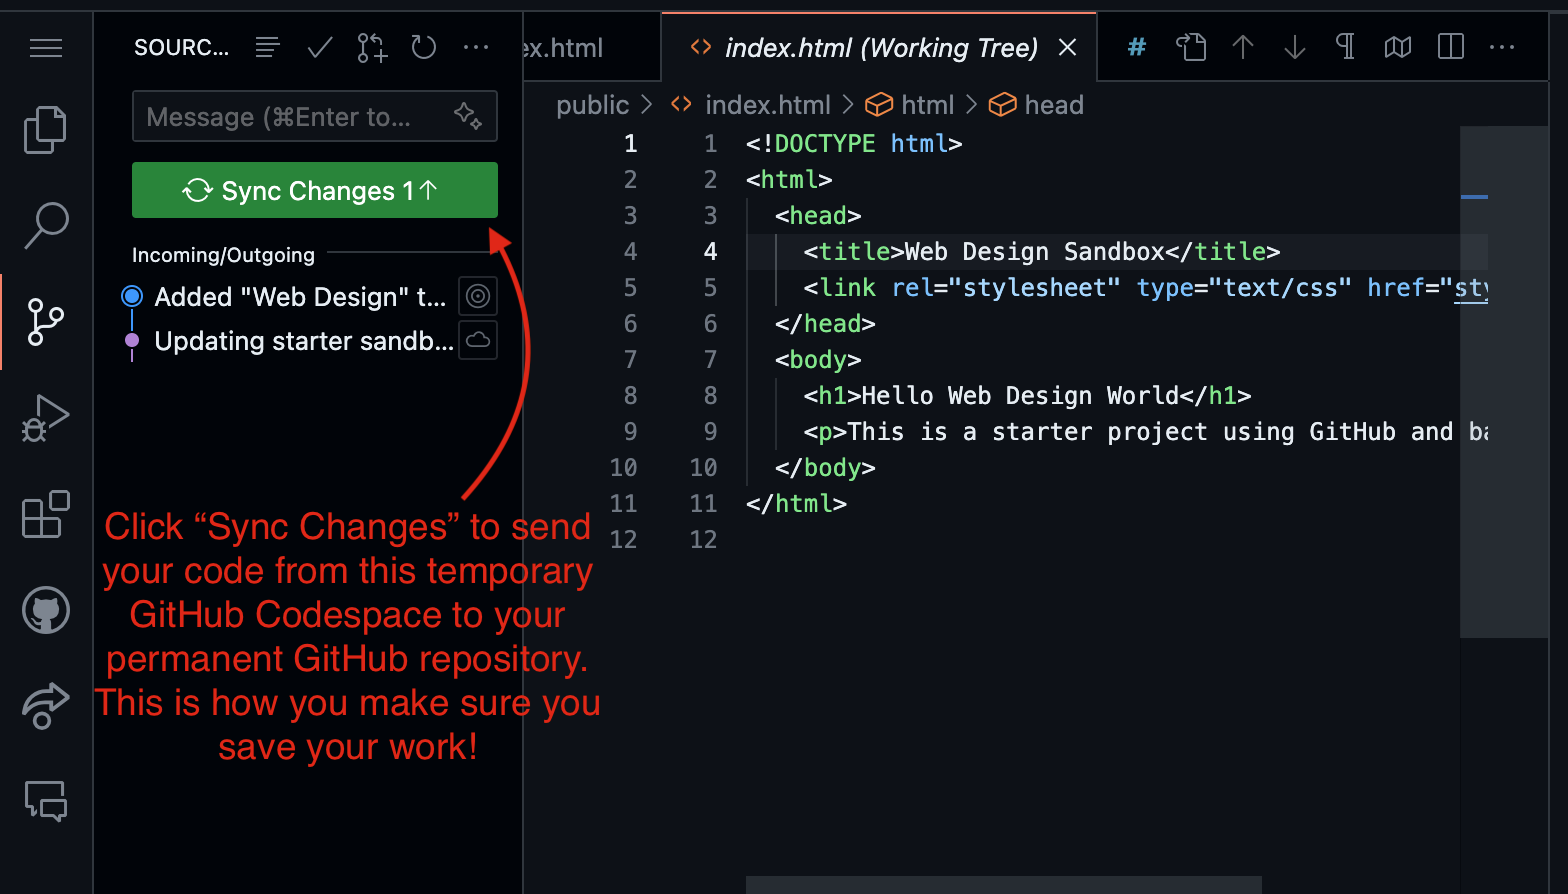 SOURC...
Message (⌘Enter to...
Sync Changes 1↑
Incoming/Outgoing
Added "Web Design" t...
Updating starter sandb...
Click “Sync Changes” to send
your code from this temporary
GitHub Codespace to your
permanent GitHub repository.
This is how you make sure you
save your work!
ex.html
<> index.html (Working Tree) ×
#
public > <> index.html > html > head
1 1 <!DOCTYPE html>
2 2 <html>
3 3 <head>
4 4 <title>Web Design Sandbox</title>
5 5 <link rel="stylesheet" type="text/css" href="sty
6 6 </head>
7 7 <body>
8 8 <h1>Hello Web Design World</h1>
9 9 <p>This is a starter project using GitHub and ba
10 10 </body>
11 11 </html>
12 12